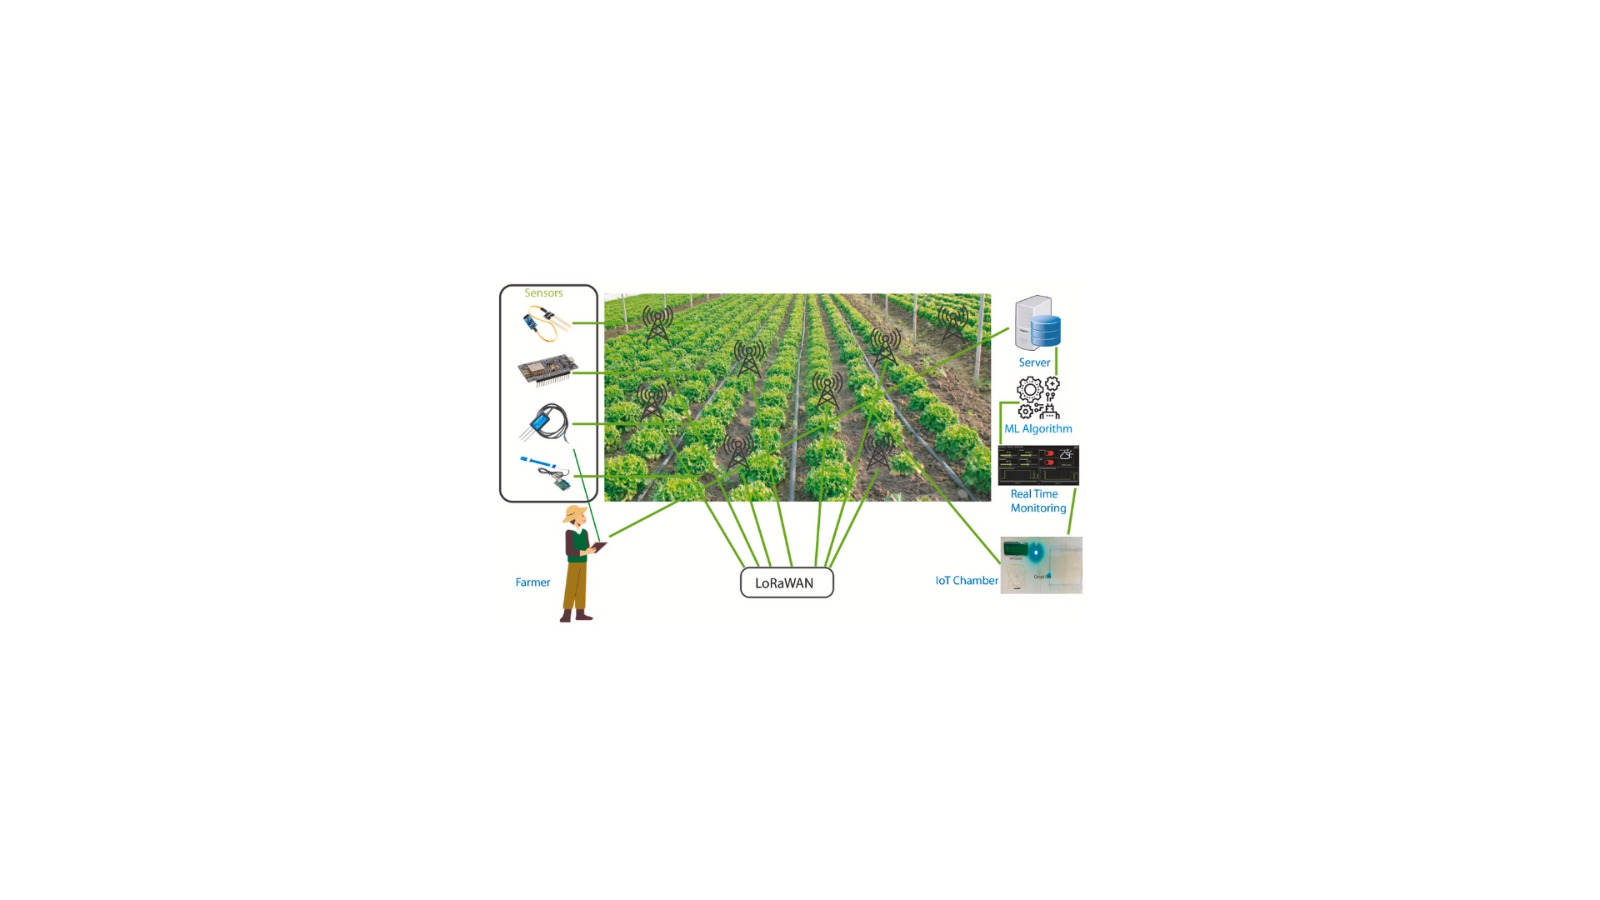 Sensors
Server
ML Algorithm
Real Time
Monitoring
Farmer
LoRaWAN
IoT Chamber